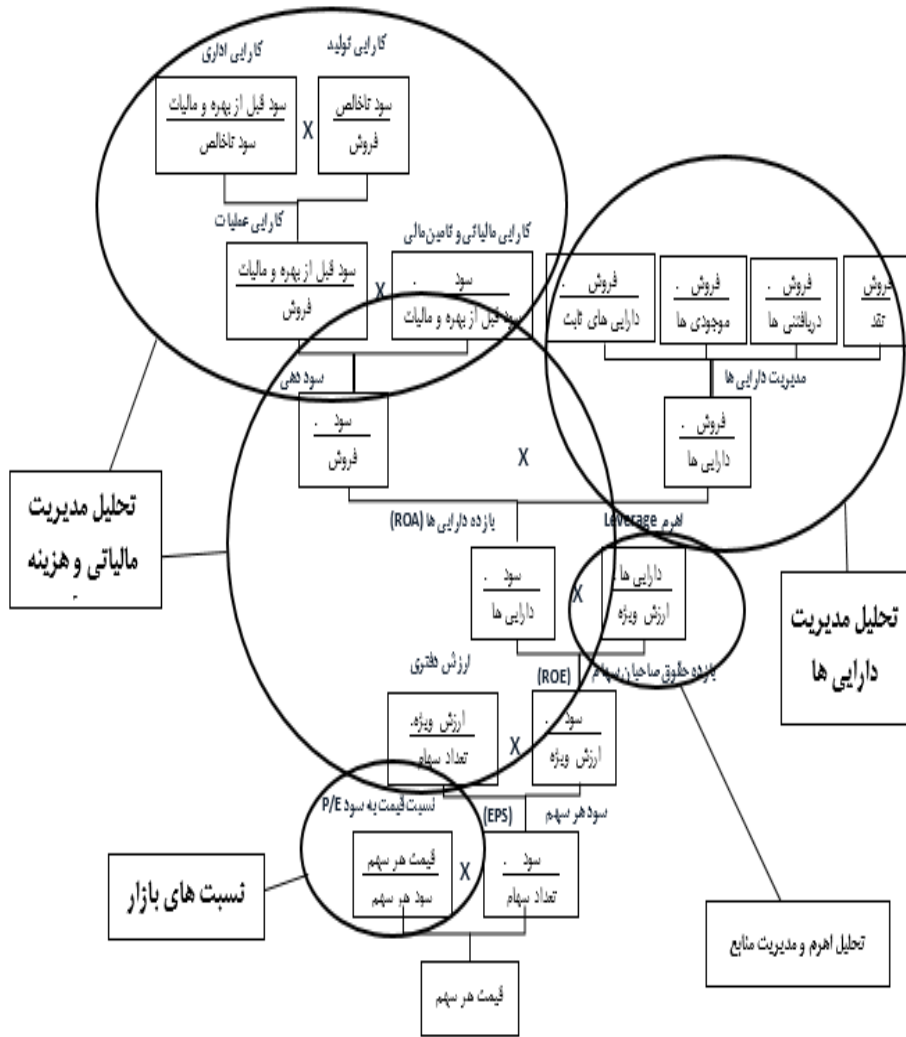 کارایی تولید
کارایی اداری
سود ناخالص
فروش
X
سود قبل از بهره و مالیات
سود ناخالص
کارایی عملیات
کارایی مالیاتی و تامین مالی
سود قبل از بهره و مالیات
فروش
X
سود .
سود قبل از بهره و مالیات
فروش .
دارایی های ثابت
فروش .
موجودی ها
فروش .
دریافتنی ها
فروش
نقد
سود دهی
مدیریت دارایی ها
سود .
فروش
X
فروش .
دارایی ها
بازده دارایی ها (ROA)
اهرم Leverage
سود .
دارایی ها
X
دارایی ها .
ارزش ویژه
تحلیل مدیریت
مالیاتی و هزینه
تحلیل مدیریت
دارایی ها
ارزش دفتری
بازده حقوق صاحبان سهام (ROE)
ارزش ویژه.
تعداد سهام
X
سود .
ارزش ویژه
نسبت قیمت به سود P/E
سود هر سهم (EPS)
قیمت هر سهم
سود هر سهم
X
سود .
تعداد سهام
نسبت های بازار
تحلیل اهرم و مدیریت منابع
قیمت هر سهم